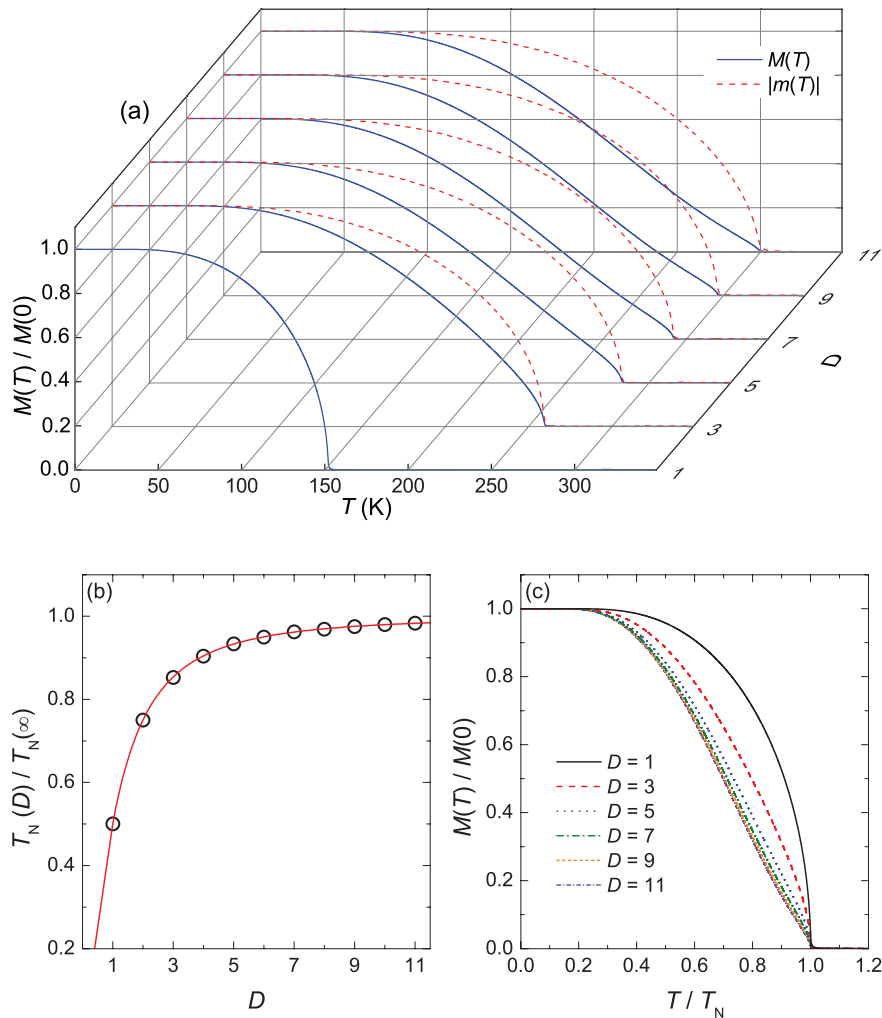 (a)
M(T)
|m(T)|
M(T) / M(0)
1.0
0.8
0.6
0.4
0.2
0.0
0 50 100 150 200 250 300
T (K)
1
3
5
7
9
11
D
(b)
T_N (D) / T_N(∞)
1.0
0.8
0.6
0.4
0.2
1 3 5 7 9 11
D
(c)
M(T) / M(0)
1.0
0.8
0.6
0.4
0.2
0.0
D = 1
D = 3
D = 5
D = 7
D = 9
D = 11
0.0 0.2 0.4 0.6 0.8 1.0 1.2
T / T_N